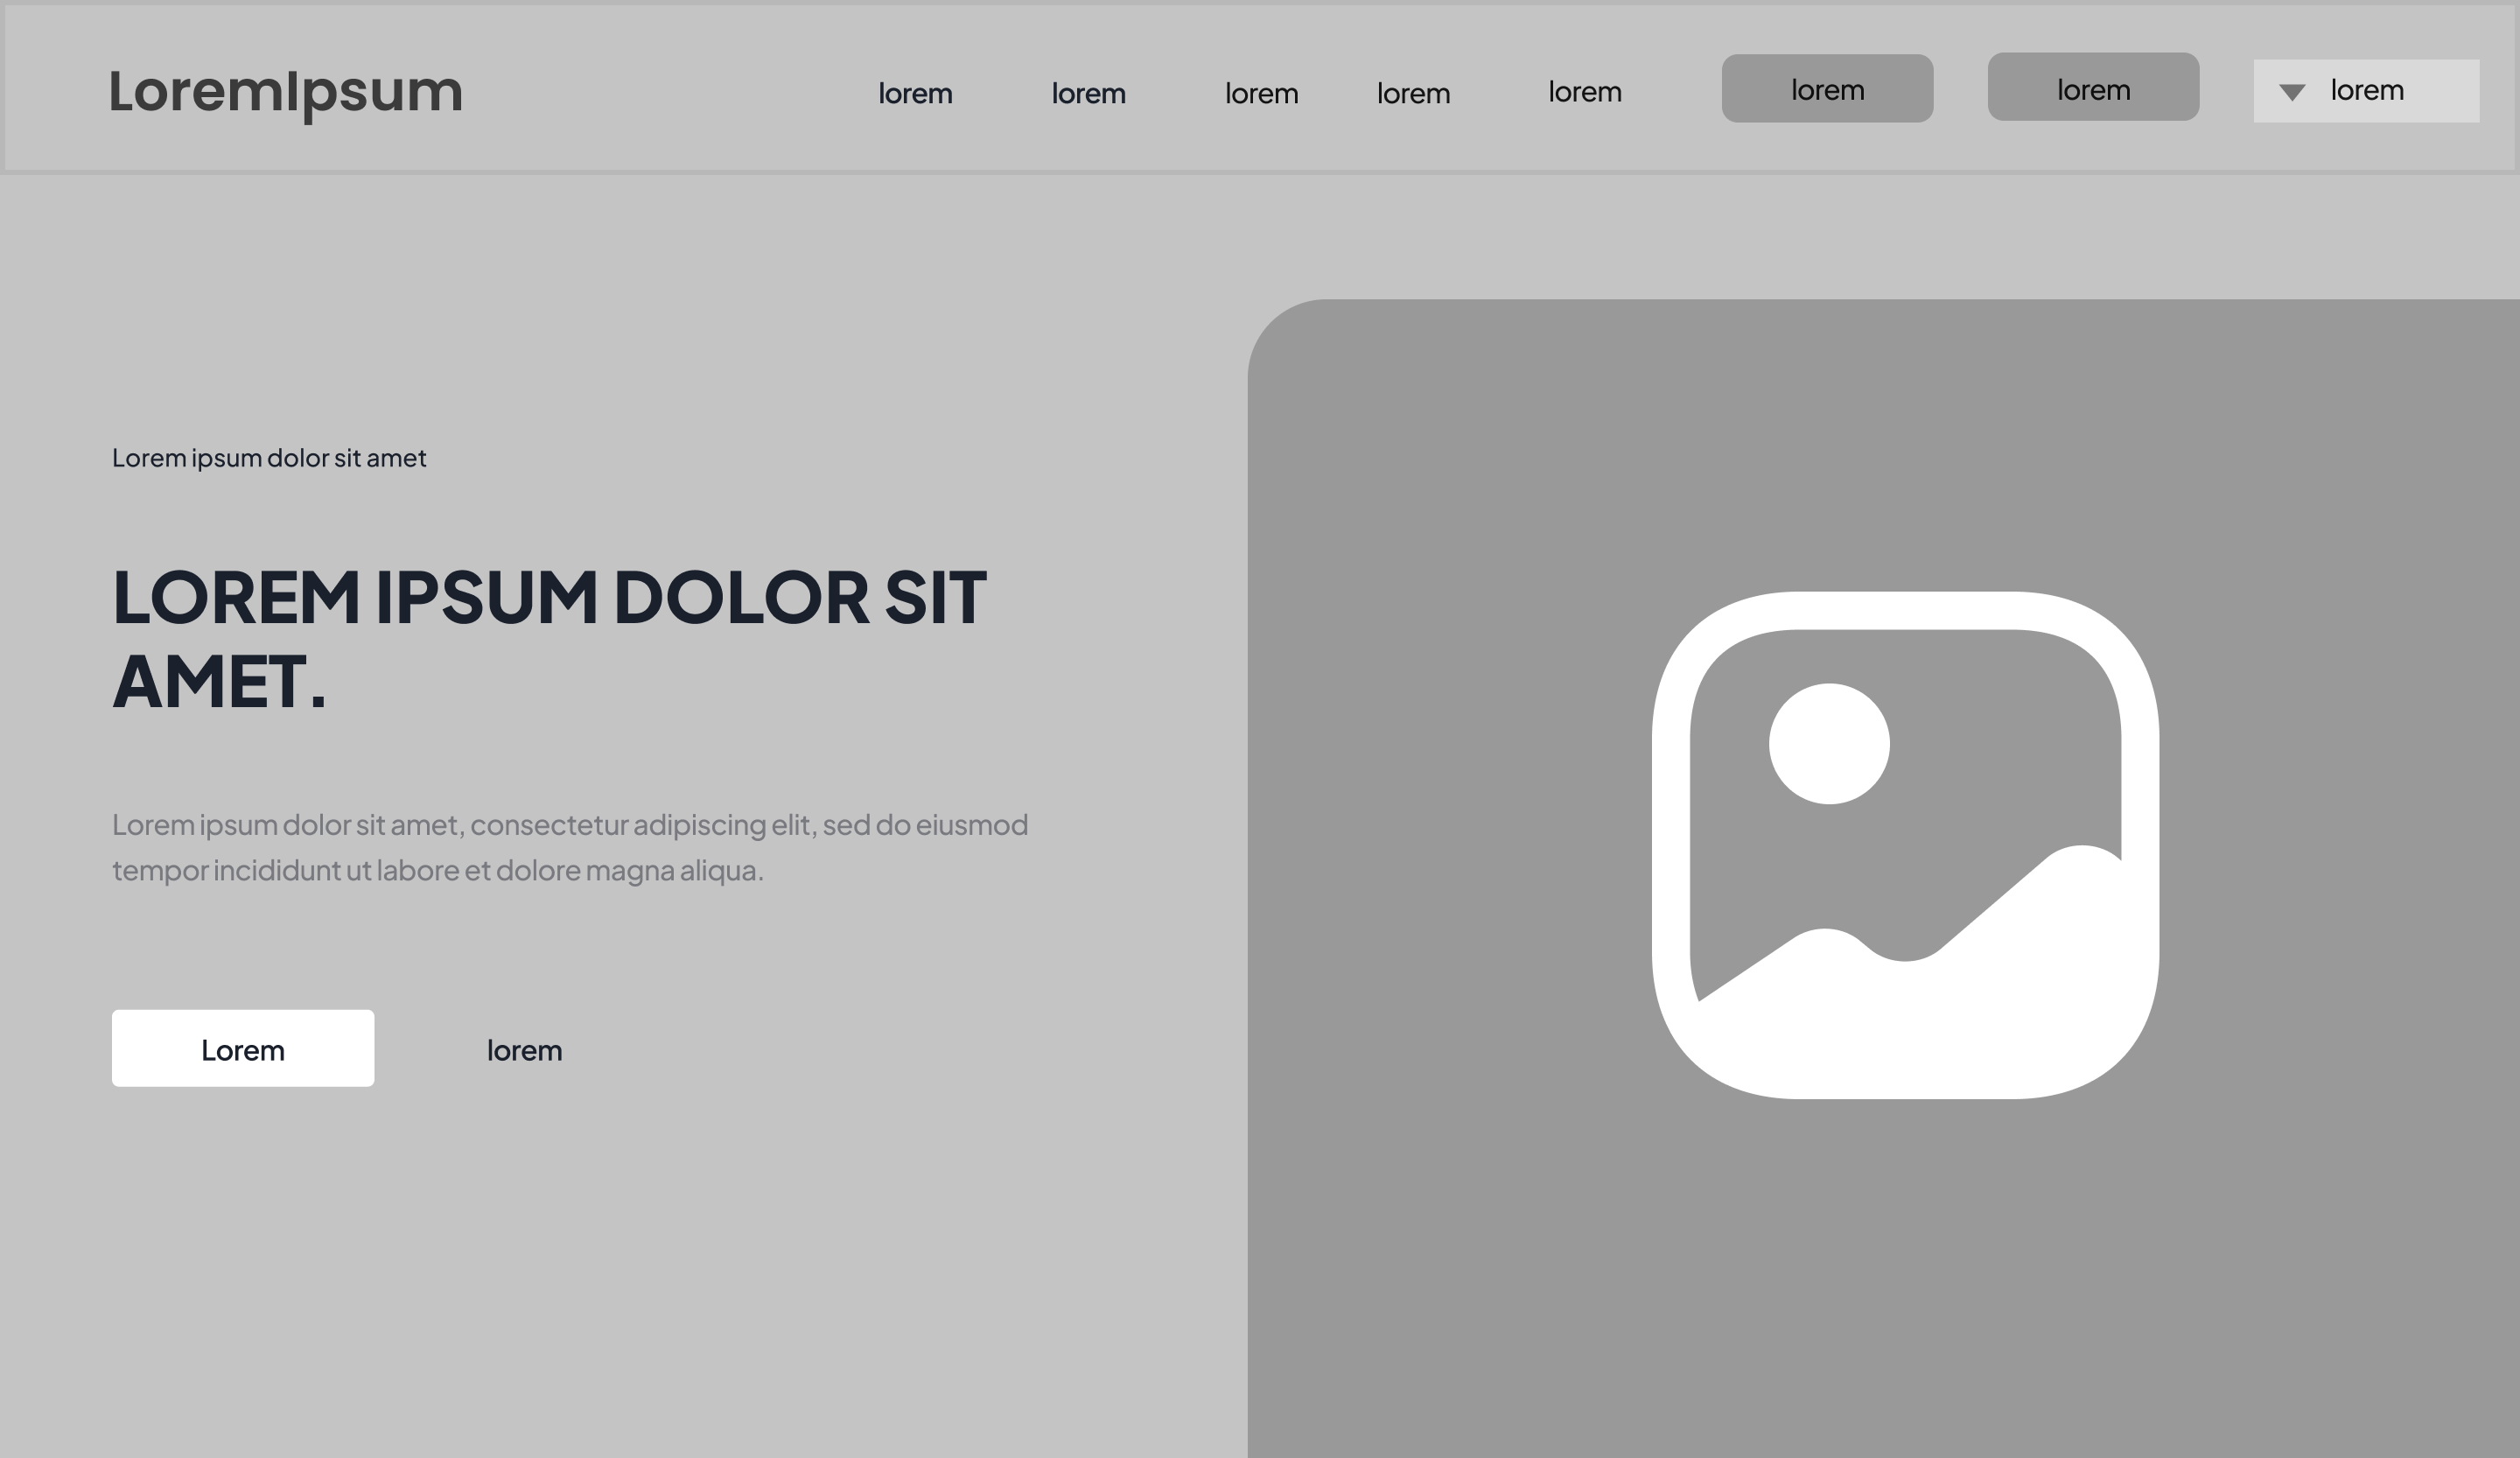 LoremIpsum
lorem
lorem
lorem
lorem
lorem
lorem
lorem
lorem
Lorem ipsum dolor sit amet
LOREM IPSUM DOLOR SIT
AMET.
Lorem ipsum dolor sit amet, consectetur adipiscing elit, sed do eiusmod
tempor incididunt ut labore et dolore magna aliqua.
Lorem
lorem